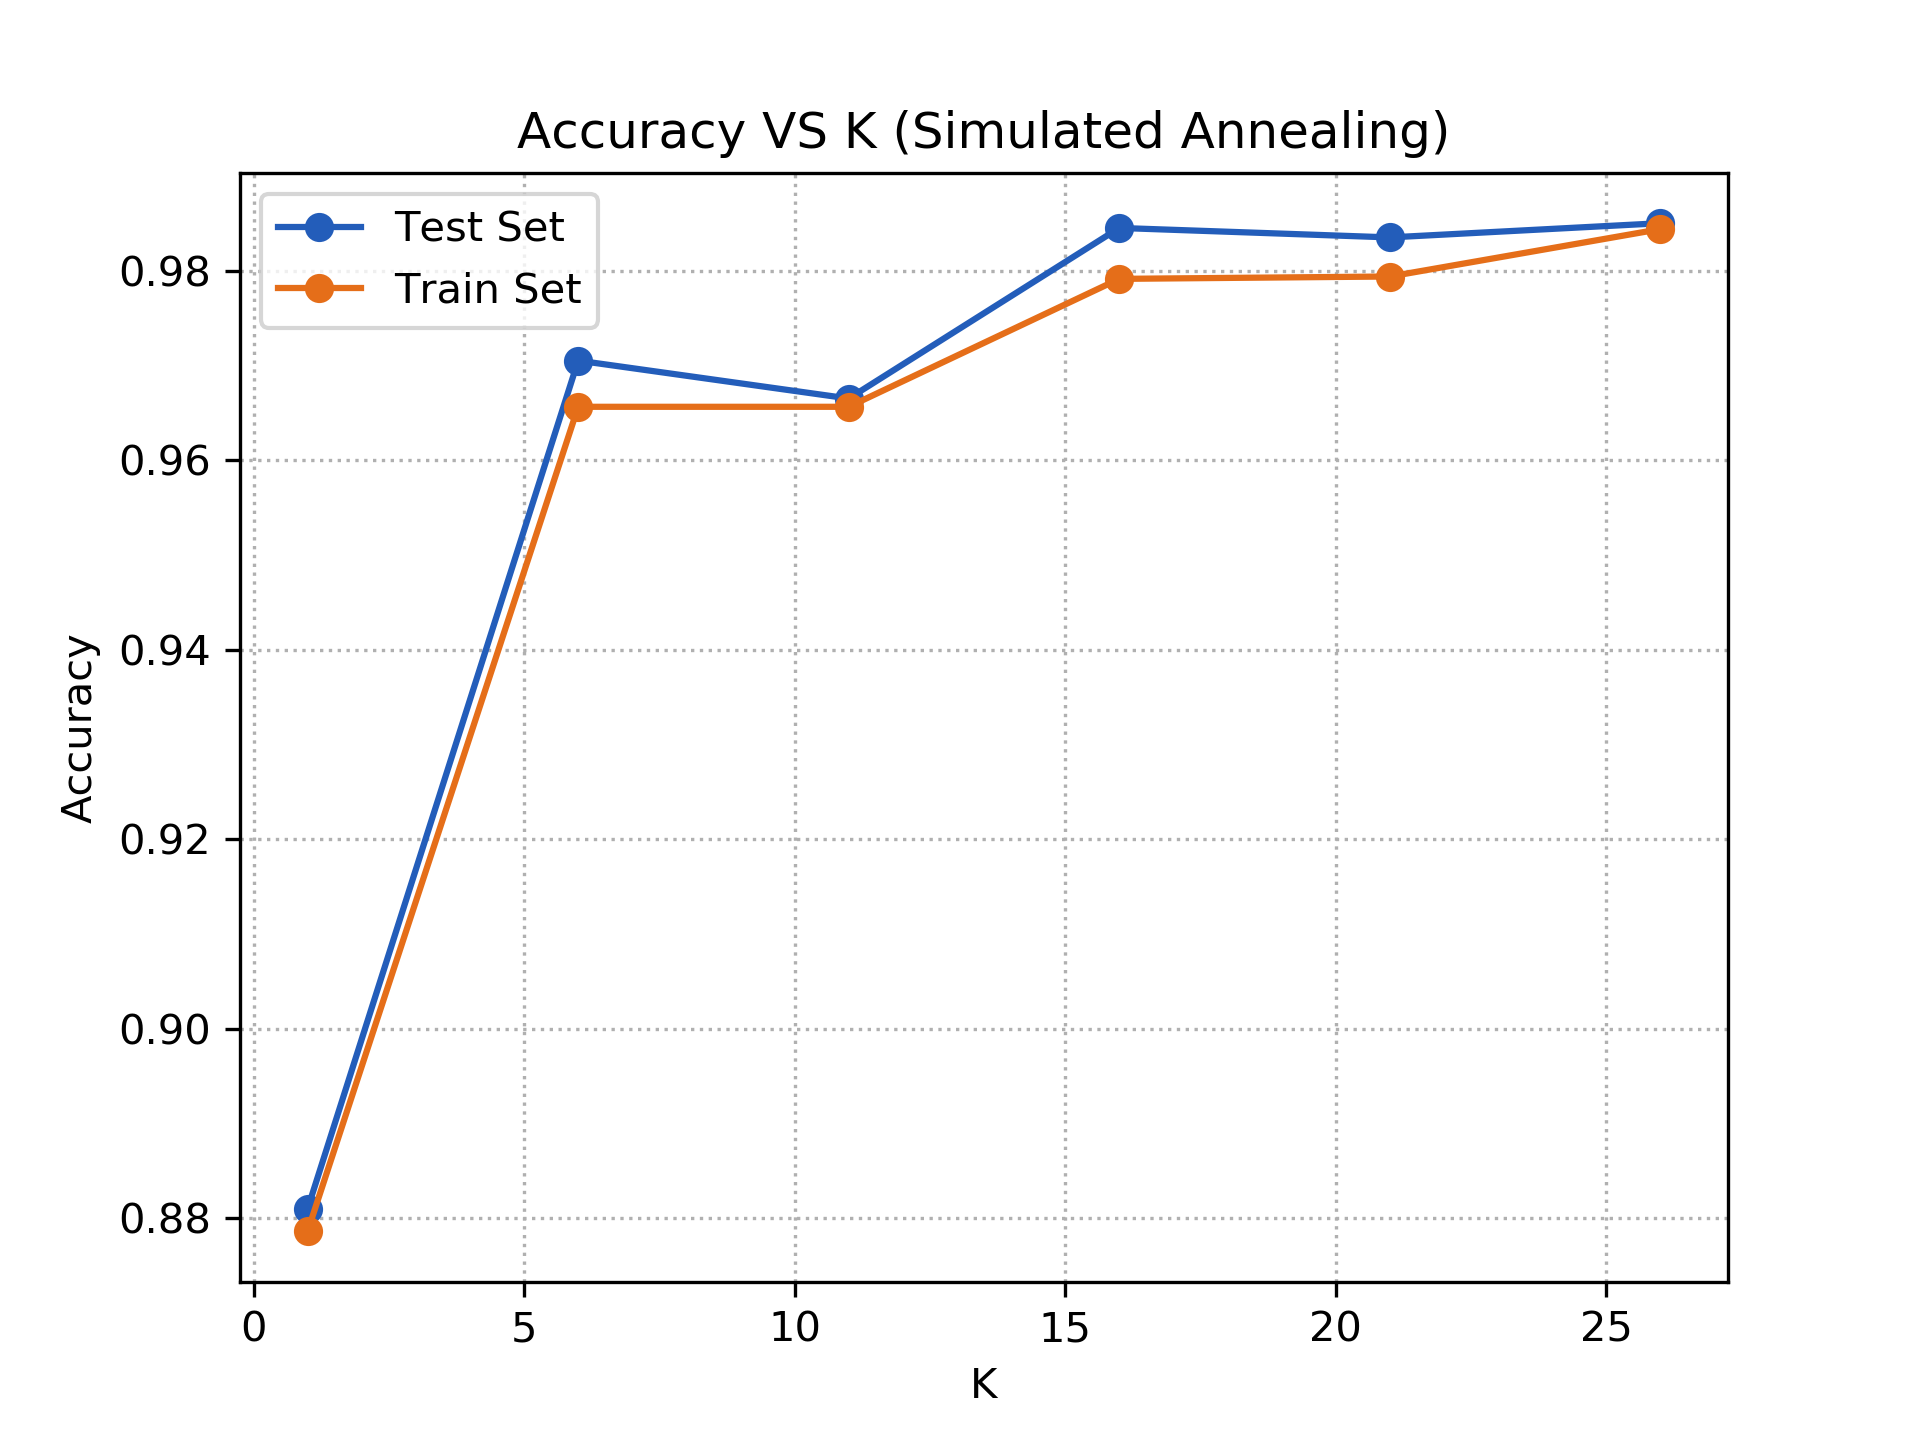 Accuracy VS K (Simulated Annealing)
Test Set
Train Set
0.98
0.96
0.94
0.92
0.90
0.88
Accuracy
0 5 10 15 20 25
K